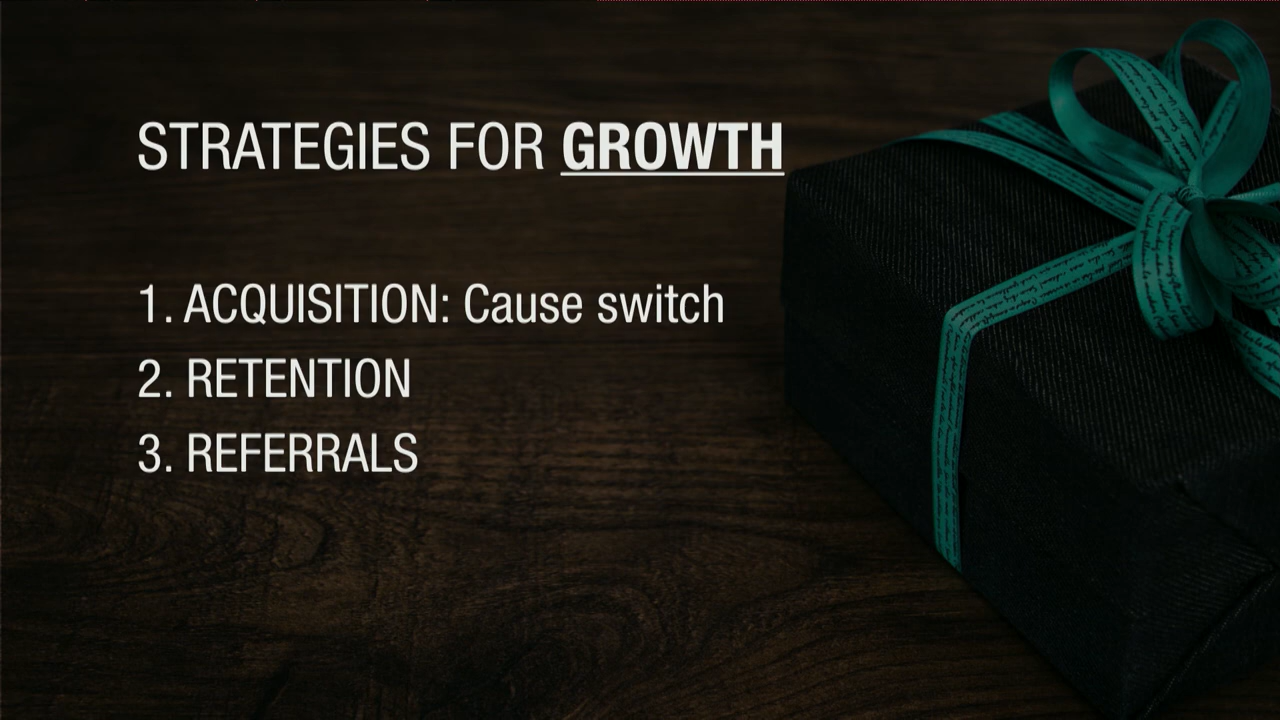 STRATEGIES FOR GROWTH
1. ACQUISITION: Cause switch
2. RETENTION
3. REFERRALS